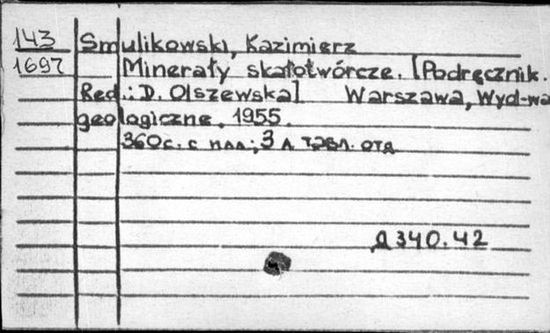 143 Smulikowski, Kazimierz
1697 Minerały skałotwórcze. [Podręcznik.
Red.: D. Olszewska] Warszawa, Wyd-wa
geologiczne, 1955.
360с. с илл.; 3 л табл. отд
Д340.42